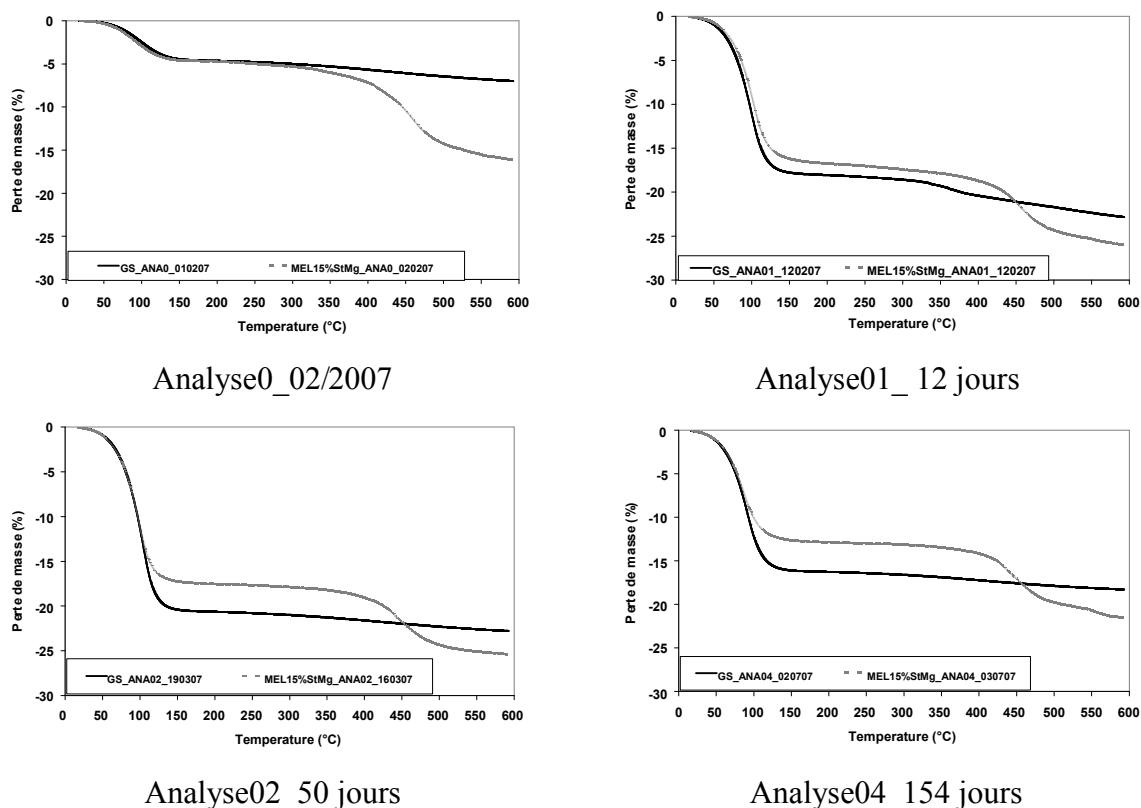 0
-5
-10
-15
-20
-25
-30
Perte de masse (%)
GS_ANA0_010207 MEL15%StMg_ANA0_020207
0 50 100 150 200 250 300 350 400 450 500 550 600
Temperature (°C)
Analyse0_02/2007
0
-5
-10
-15
-20
-25
-30
Perte de masse (%)
GS_ANA01_120207 MEL15%StMg_ANA01_120207
0 50 100 150 200 250 300 350 400 450 500 550 600
Temperature (°C)
Analyse01_ 12 jours
0
-5
-10
-15
-20
-25
-30
Perte de masse (%)
GS_ANA02_190307 MEL15%StMg_ANA02_160307
0 50 100 150 200 250 300 350 400 450 500 550 600
Temperature (°C)
Analyse02_50 jours
0
-5
-10
-15
-20
-25
-30
Perte de masse (%)
GS_ANA04_020707 MEL15%StMg_ANA04_030707
0 50 100 150 200 250 300 350 400 450 500 550 600
Temperature (°C)
Analyse04_154 jours